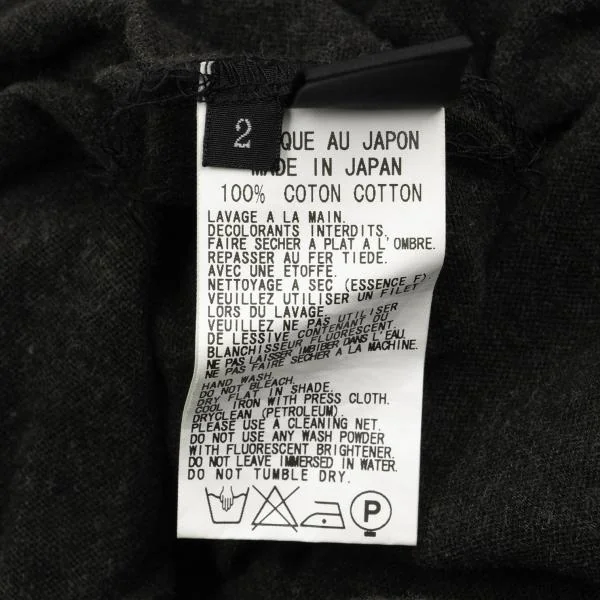 2
QUE AU JAPON
MADE IN JAPAN
100% COTON COTTON
LAVAGE A LA MAIN.
DECOLORANTS INTERDITS.
FAIRE SECHER A PLAT A L'OMBRE.
REPASSER AU FER TIEDE.
AVEC UNE ETOFFE.
NETTOYAGE A SEC (ESSENCE F).
VEUILLEZ UTILISER UN FILET
LORS DU LAVAGE.
VEUILLEZ NE PAS UTILISER
DE LESSIVE CONTENANT DU
BLANCHISSEUR FLUORESCENT.
NE PAS LAISSER IMBIBER DANS L'EAU.
NE PAS FAIRE SECHER A LA MACHINE.
HAND WASH.
DO NOT BLEACH.
DRY FLAT IN SHADE.
COOL IRON WITH PRESS CLOTH.
DRYCLEAN (PETROLEUM).
PLEASE USE A CLEANING NET.
DO NOT USE ANY WASH POWDER
WITH FLUORESCENT BRIGHTENER.
DO NOT LEAVE IMMERSED IN WATER.
DO NOT TUMBLE DRY.
P